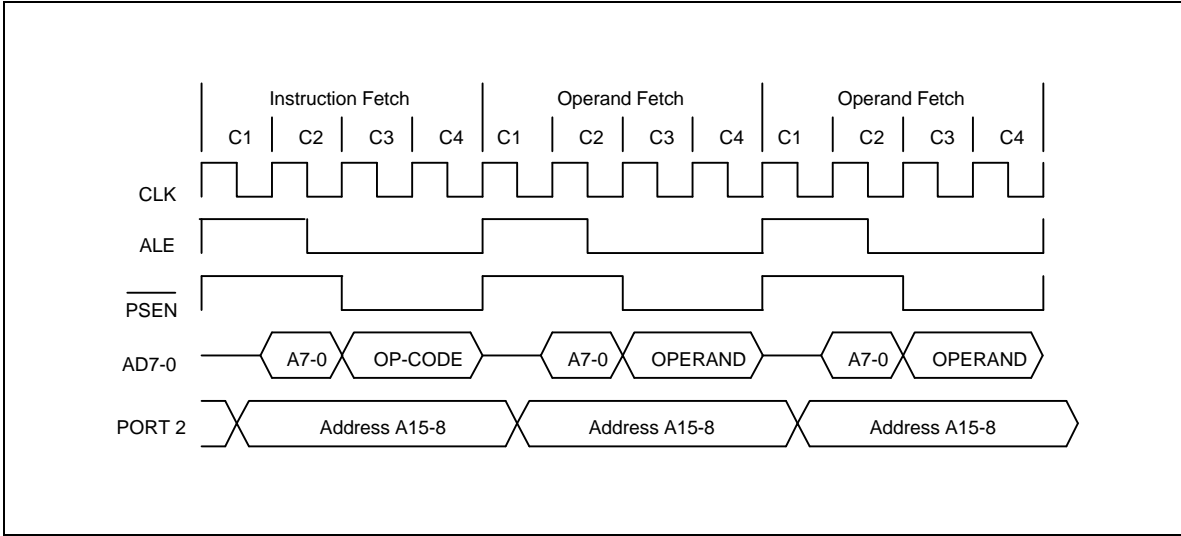 Instruction Fetch Operand Fetch Operand Fetch
C1 C2 C3 C4 C1 C2 C3 C4 C1 C2 C3 C4
CLK
ALE
PSEN
AD7-0 A7-0 OP-CODE A7-0 OPERAND A7-0 OPERAND
PORT 2 Address A15-8 Address A15-8 Address A15-8